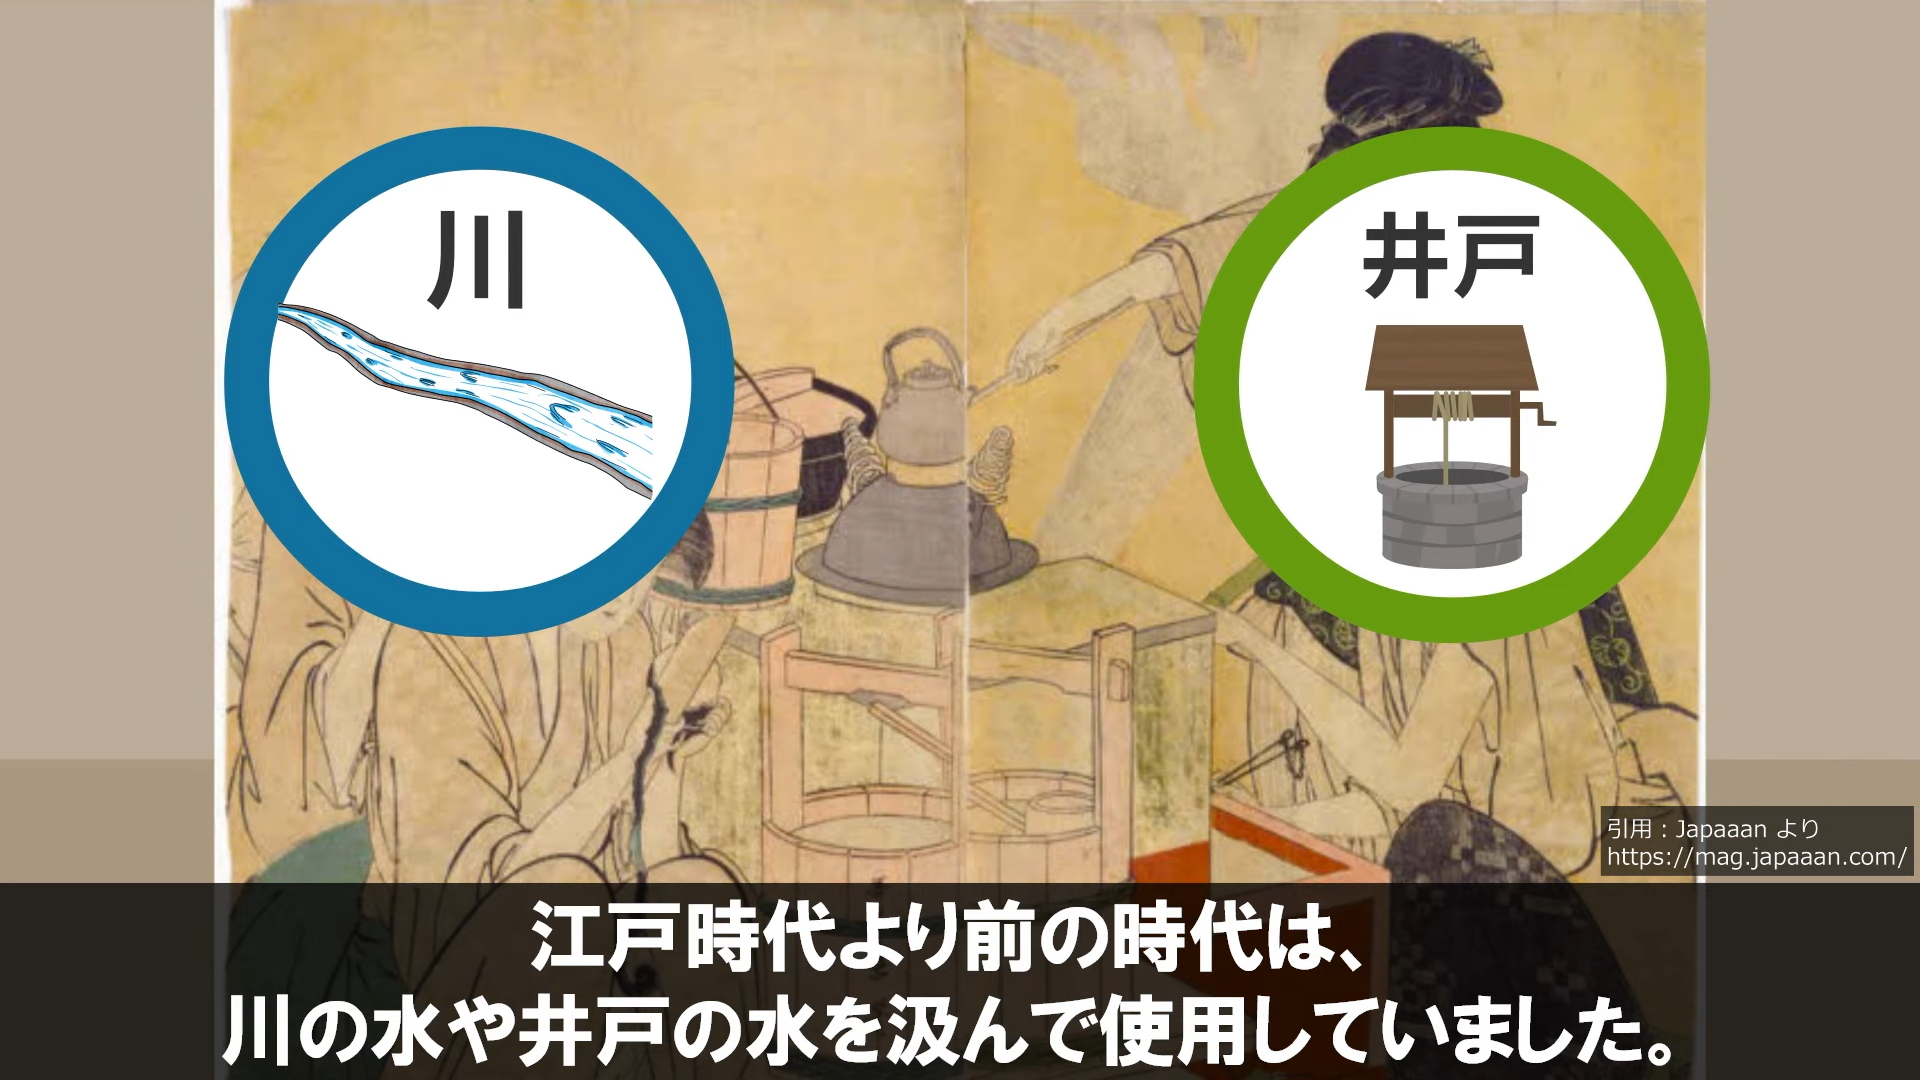 川
井戸
引用：Japaaan より
https://mag.japaaan.com/
江戸時代より前の時代は、
川の水や井戸の水を汲んで使用していました。